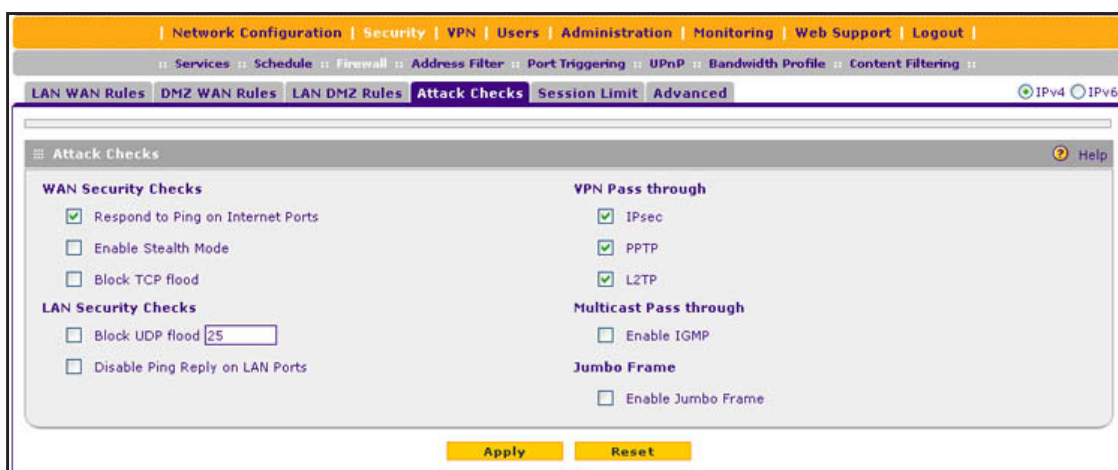 | Network Configuration | Security | VPN | Users | Administration | Monitoring | Web Support | Logout |
:: Services :: Schedule :: Firewall :: Address Filter :: Port Triggering :: UPnP :: Bandwidth Profile :: Content Filtering ::
LAN WAN Rules DMZ WAN Rules LAN DMZ Rules Attack Checks Session Limit Advanced IPv4 IPv6
Attack Checks ? Help
WAN Security Checks
Respond to Ping on Internet Ports
Enable Stealth Mode
Block TCP flood
LAN Security Checks
Block UDP flood 25
Disable Ping Reply on LAN Ports
VPN Pass through
IPsec
PPTP
L2TP
Multicast Pass through
Enable IGMP
Jumbo Frame
Enable Jumbo Frame
Apply Reset